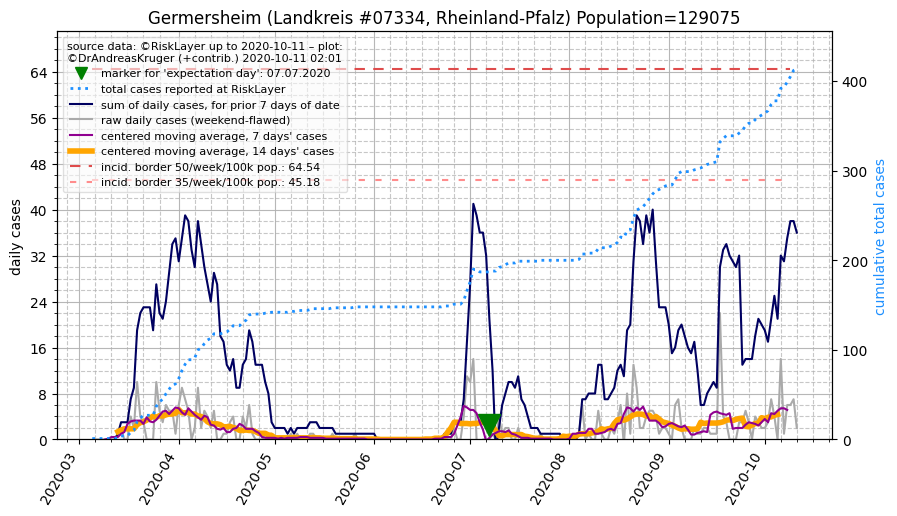 Germersheim (Landkreis #07334, Rheinland-Pfalz) Population=129075
source data: ©RiskLayer up to 2020-10-11 – plot:
©DrAndreasKruger (+contrib.) 2020-10-11 02:01
marker for 'expectation day': 07.07.2020
total cases reported at RiskLayer
sum of daily cases, for prior 7 days of date
raw daily cases (weekend-flawed)
centered moving average, 7 days' cases
centered moving average, 14 days' cases
incid. border 50/week/100k pop.: 64.54
incid. border 35/week/100k pop.: 45.18
daily cases
64
56
48
40
32
24
16
8
0
cumulative total cases
400
300
200
100
0
2020-03
2020-04
2020-05
2020-06
2020-07
2020-08
2020-09
2020-10